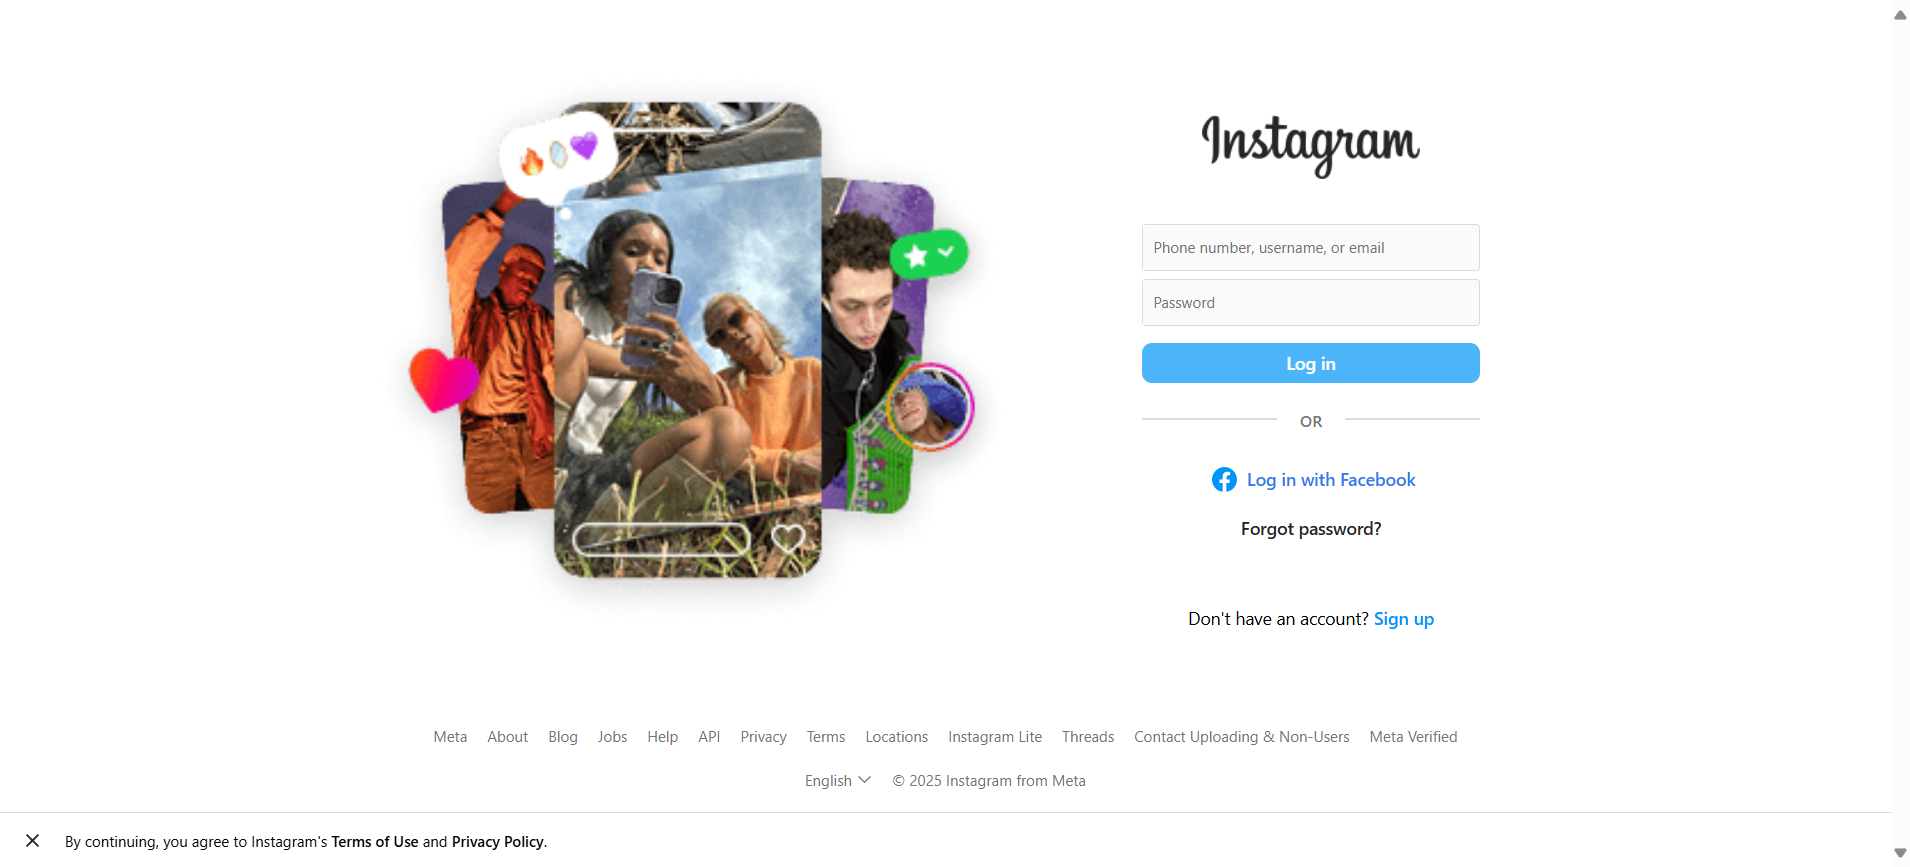 Instagram
Phone number, username, or email
Password
Log in
OR
Log in with Facebook
Forgot password?
Don't have an account? Sign up
Meta About Blog Jobs Help API Privacy Terms Locations Instagram Lite Threads Contact Uploading & Non-Users Meta Verified
English © 2025 Instagram from Meta
By continuing, you agree to Instagram's Terms of Use and Privacy Policy.